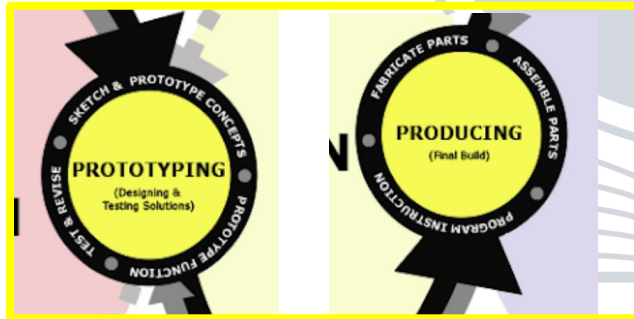 SKETCH & PROTOTYPE CONCEPTS
PROTOTYPING
(Designing &
Testing Solutions)
TEST & REVISE
PROTOTYPE FUNCTION
FABRICATE PARTS
ASSEMBLE PARTS
N
PRODUCING
(Final Build)
PROGRAM INSTRUCTION